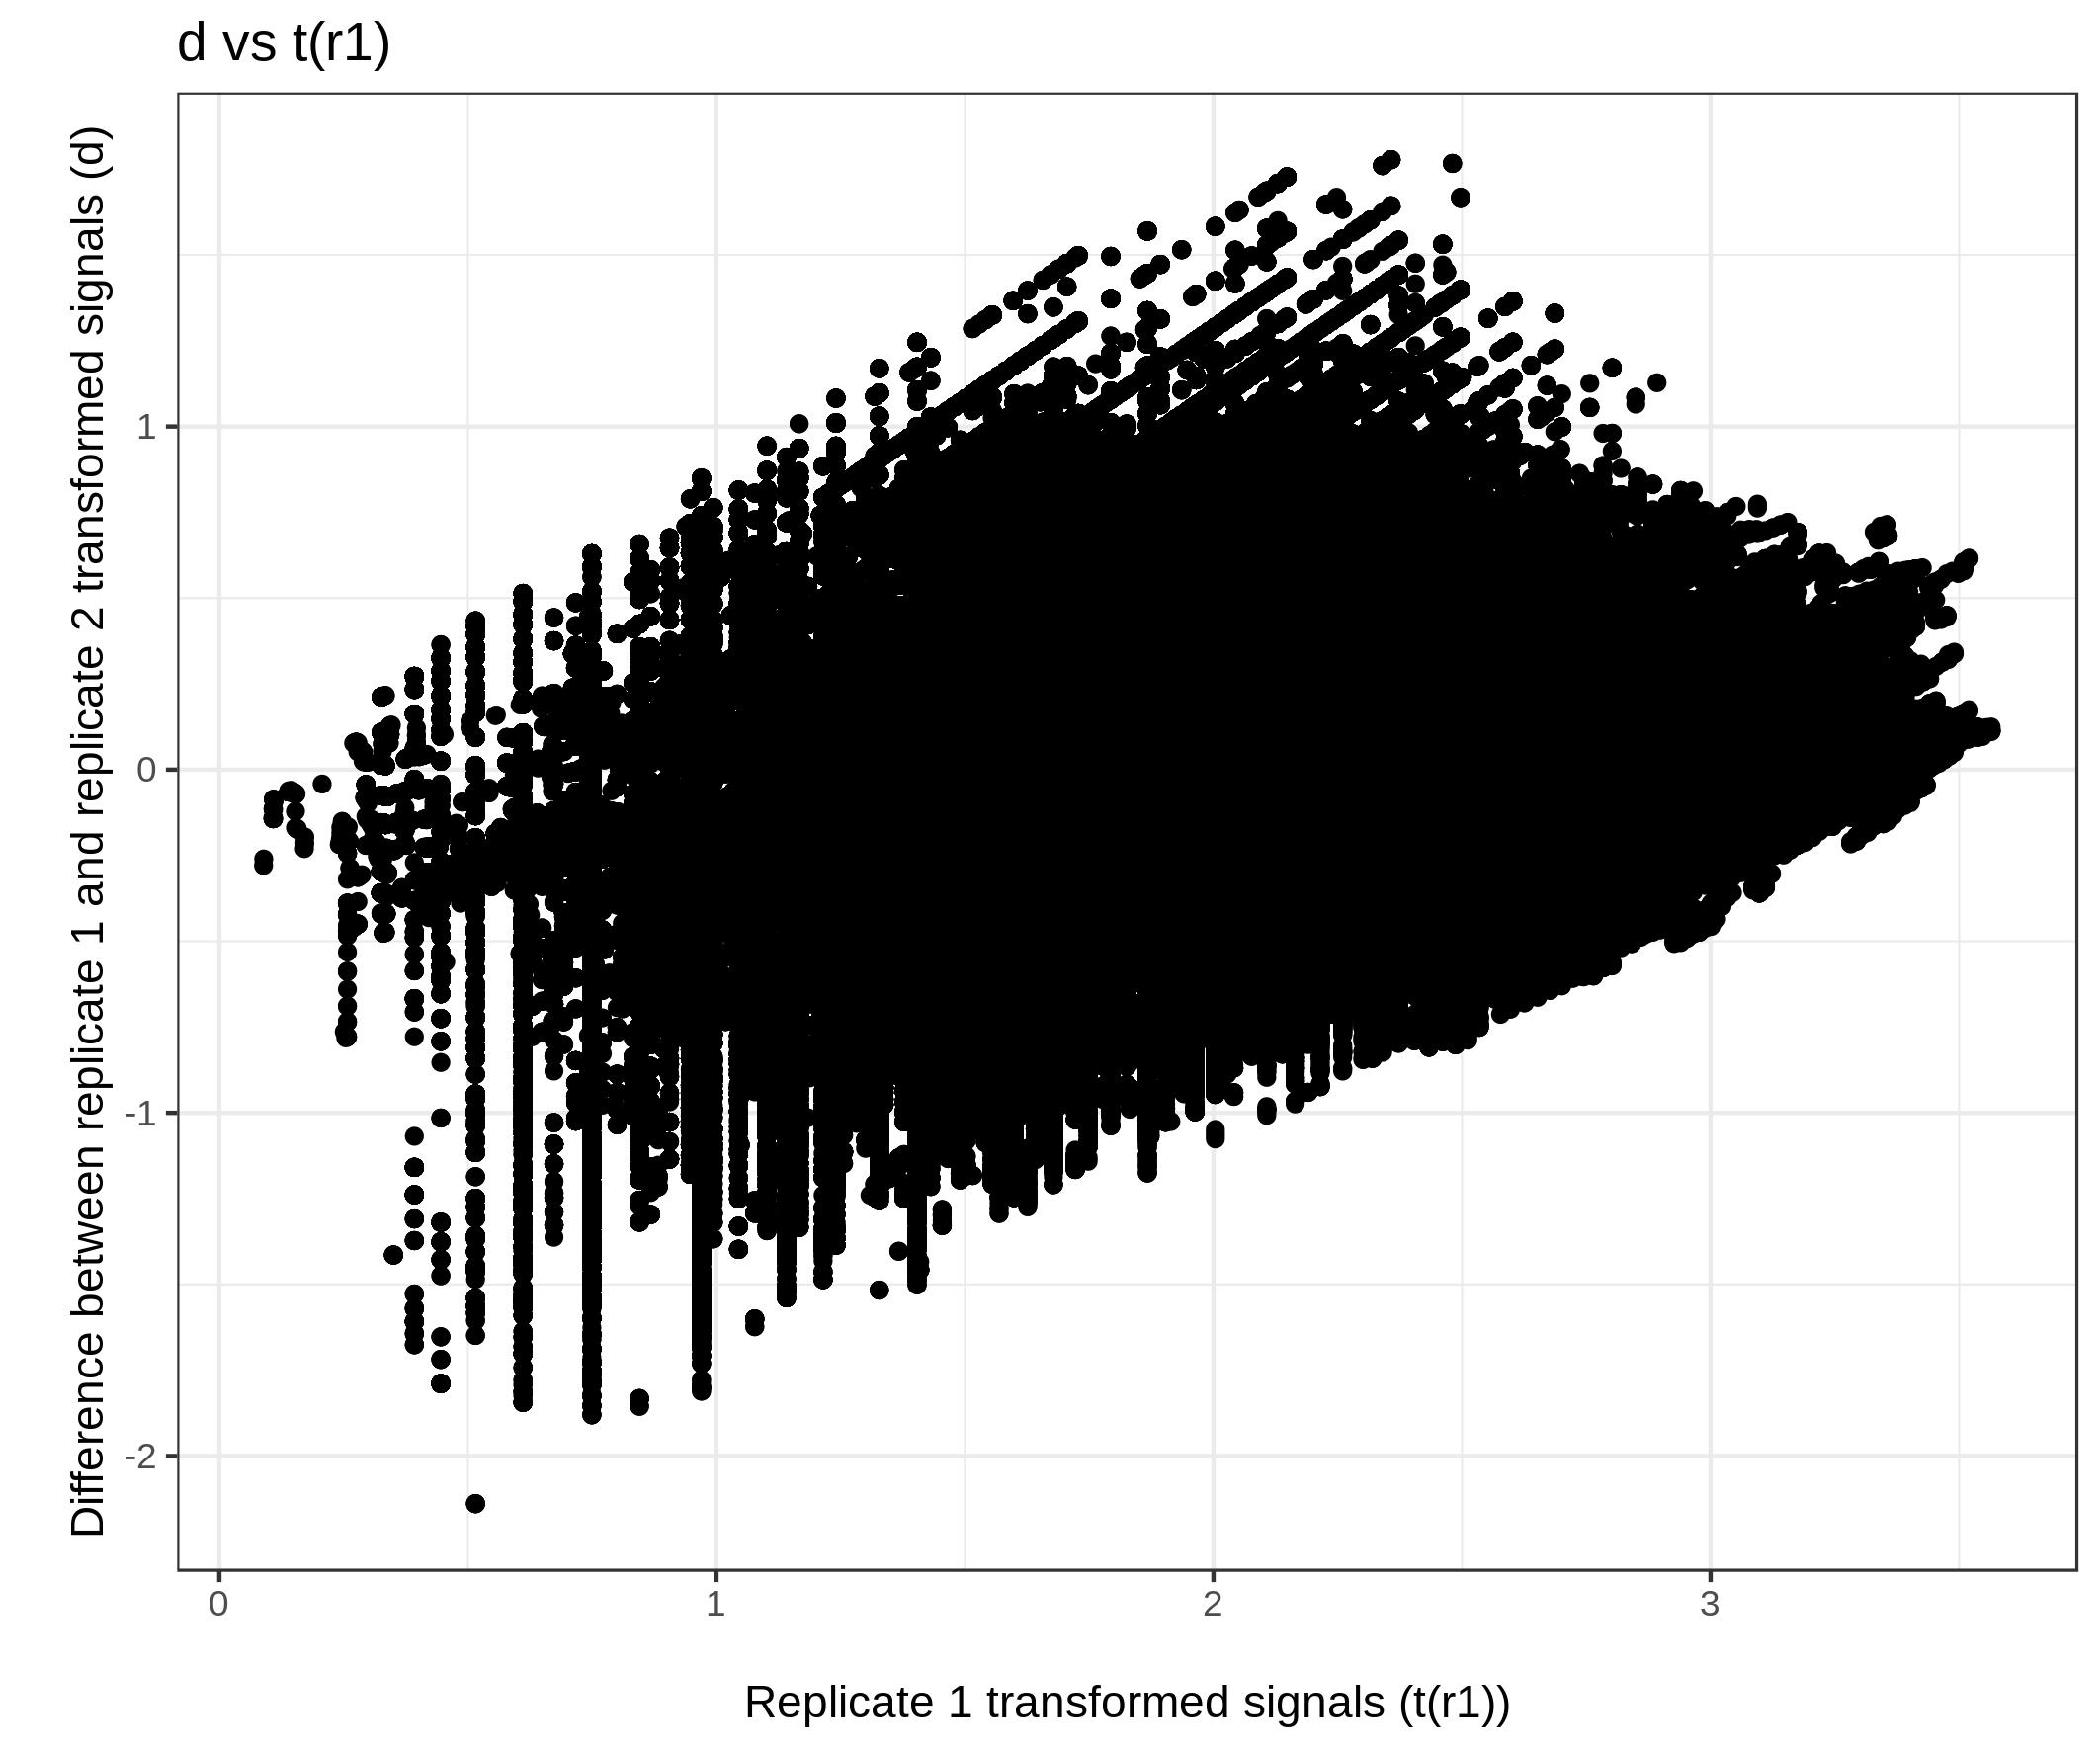 d vs t(r1)
Difference between replicate 1 and replicate 2 transformed signals (d)
1
0
-1
-2
0
1
2
3
Replicate 1 transformed signals (t(r1))